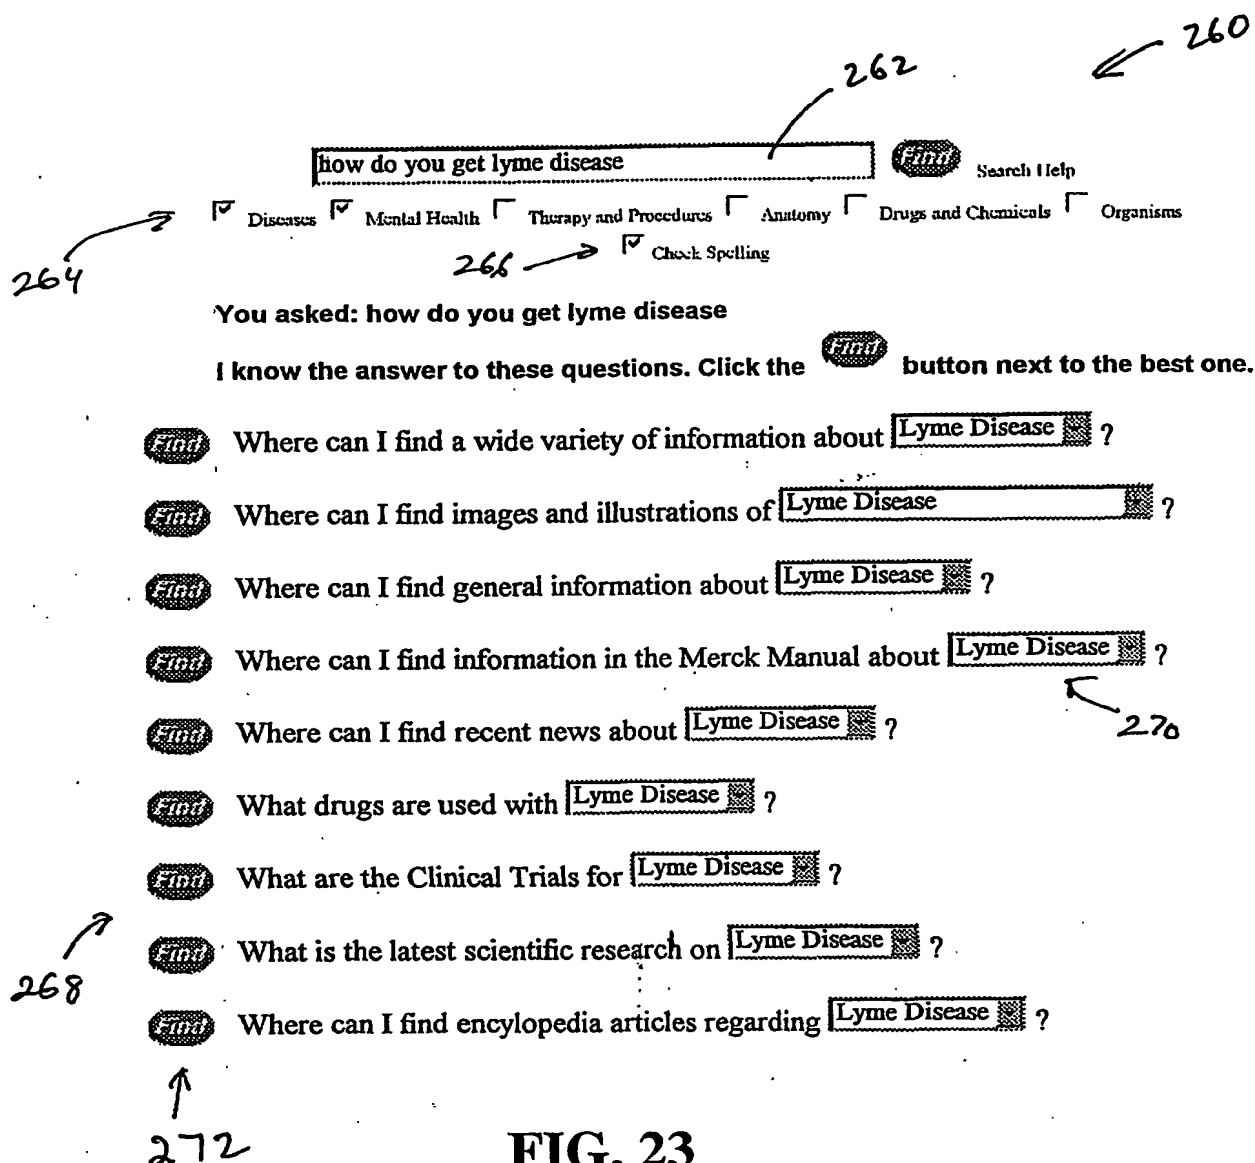 260
262
how do you get lyme disease Find Search Help
Diseases Mental Health Therapy and Procedures Anatomy Drugs and Chemicals Organisms
264 266 Check Spelling
You asked: how do you get lyme disease
I know the answer to these questions. Click the Find button next to the best one.
Find Where can I find a wide variety of information about Lyme Disease ?
Find Where can I find images and illustrations of Lyme Disease ?
Find Where can I find general information about Lyme Disease ?
Find Where can I find information in the Merck Manual about Lyme Disease ?
270
Find Where can I find recent news about Lyme Disease ?
Find What drugs are used with Lyme Disease ?
Find What are the Clinical Trials for Lyme Disease ?
268
Find What is the latest scientific research on Lyme Disease ?
Find Where can I find encylopedia articles regarding Lyme Disease ?
272
FIG. 23